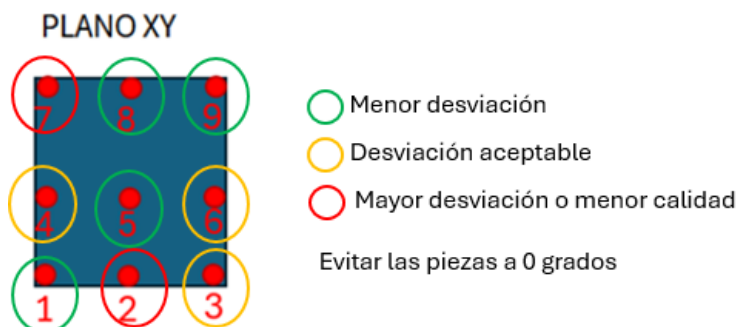 PLANO XY
7 8 9
4 5 6
1 2 3
Menor desviación
Desviación aceptable
Mayor desviación o menor calidad
Evitar las piezas a 0 grados